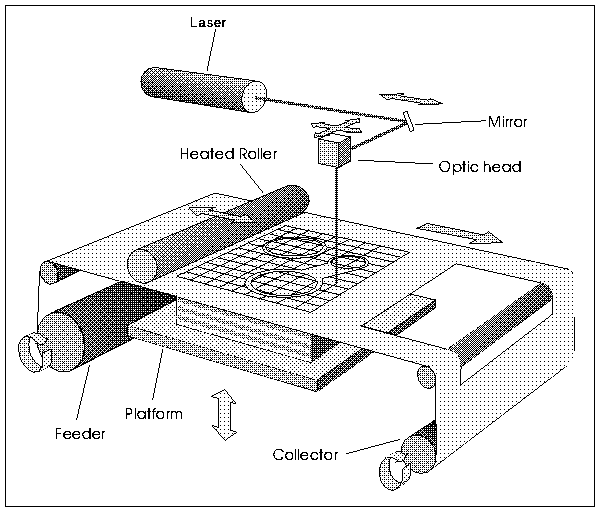 Laser
Mirror
Heated Roller
Optic head
Platform
Feeder
Collector